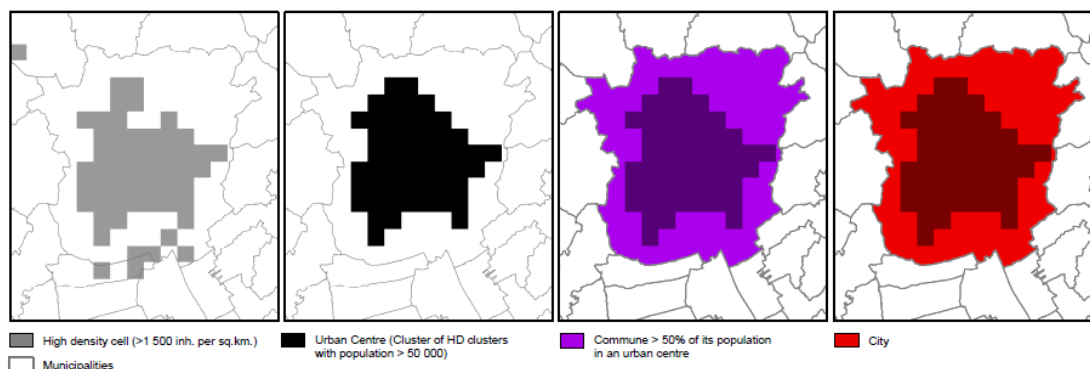 High density cell (>1 500 inh. per sq.km.)
Municipalities
Urban Centre (Cluster of HD clusters
with population > 50 000)
Commune > 50% of its population
in an urban centre
City